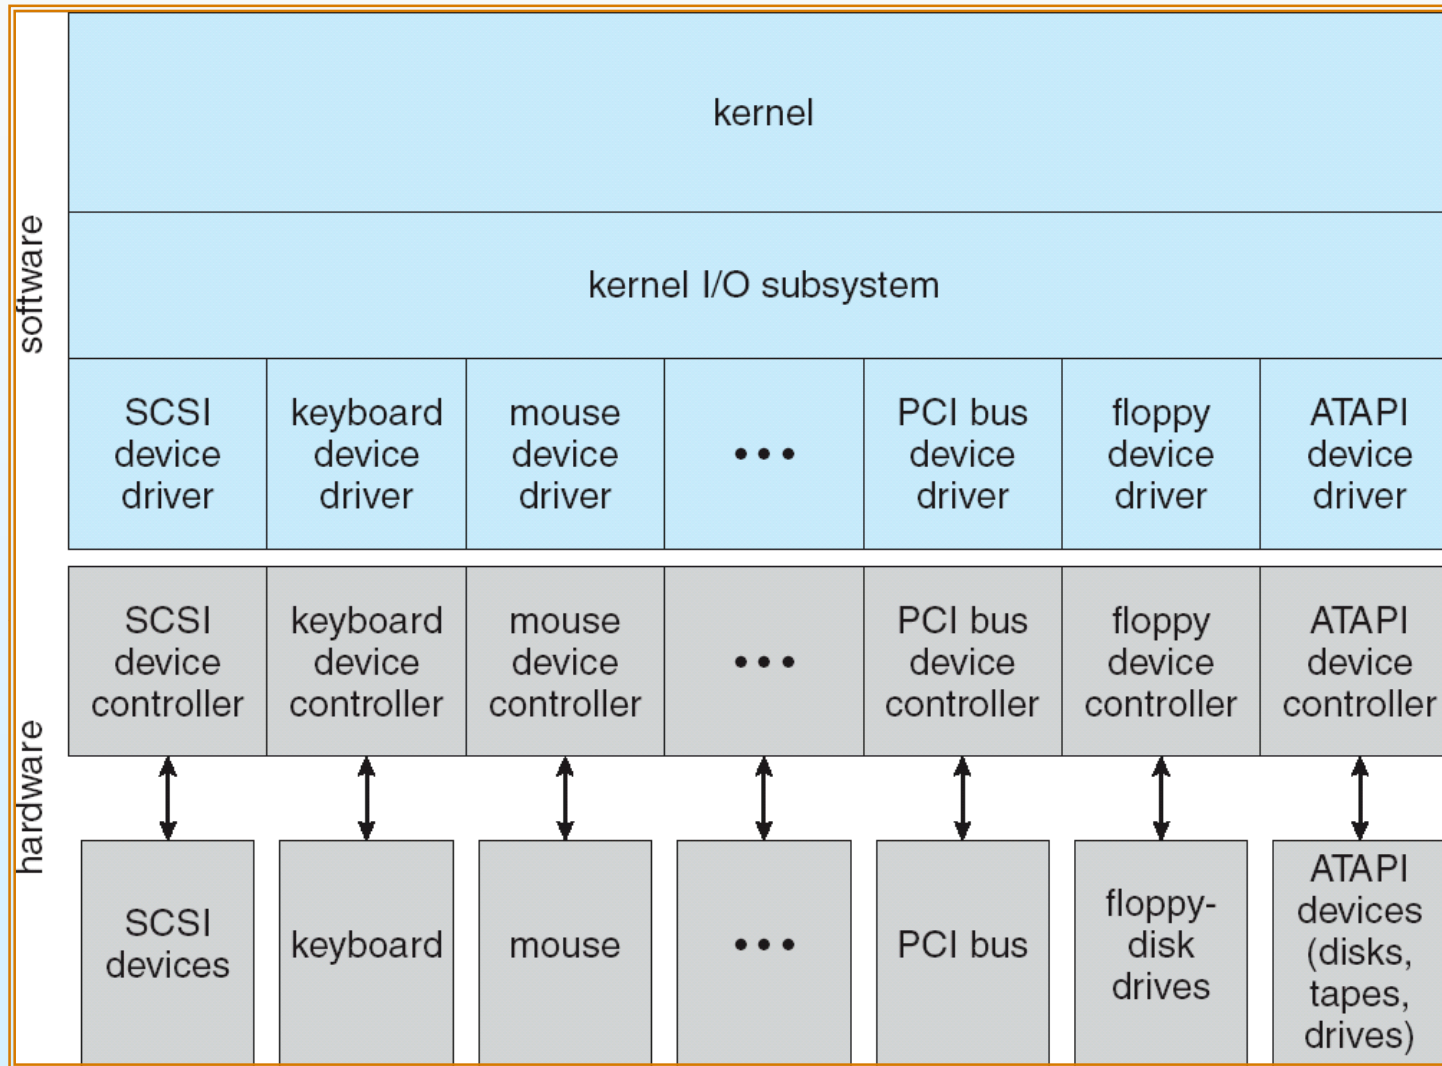 kernel
kernel I/O subsystem
software
SCSI
device
driver
keyboard
device
driver
mouse
device
driver
•••
PCI bus
device
driver
floppy
device
driver
ATAPI
device
driver
hardware
SCSI
device
controller
keyboard
device
controller
mouse
device
controller
•••
PCI bus
device
controller
floppy
device
controller
ATAPI
device
controller
SCSI
devices
keyboard
mouse
•••
PCI bus
floppy-
disk
drives
ATAPI
devices
(disks,
tapes,
drives)